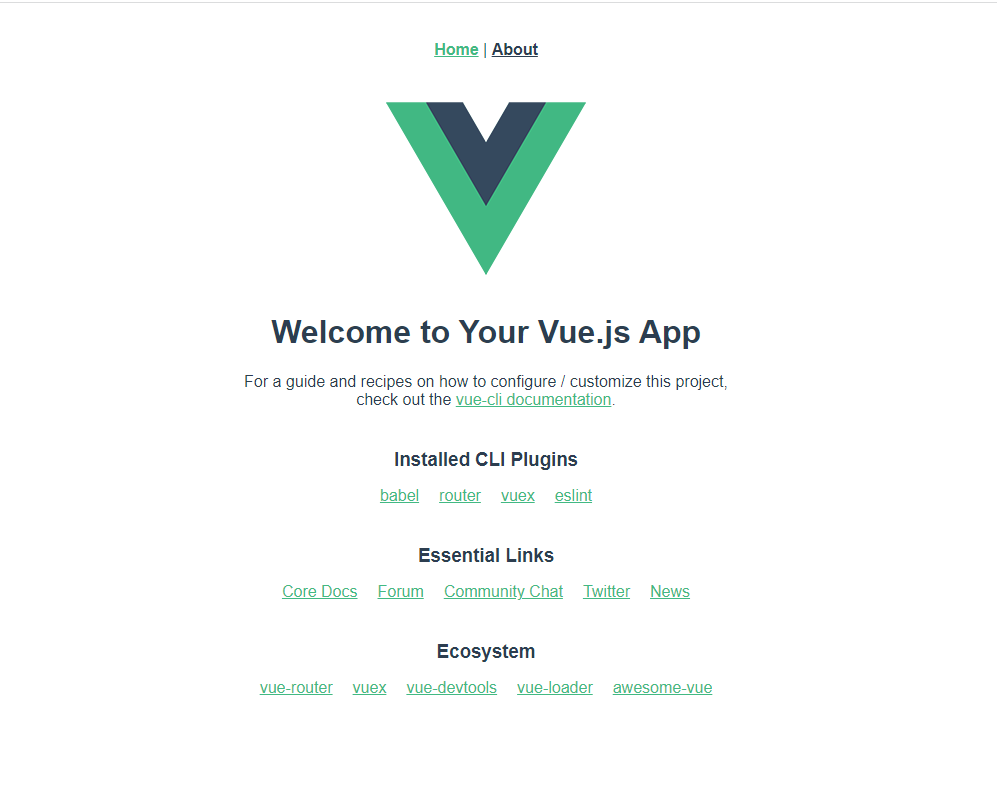 Home | About
Welcome to Your Vue.js App
For a guide and recipes on how to configure / customize this project,
check out the vue-cli documentation.
Installed CLI Plugins
babel router vuex eslint
Essential Links
Core Docs Forum Community Chat Twitter News
Ecosystem
vue-router vuex vue-devtools vue-loader awesome-vue